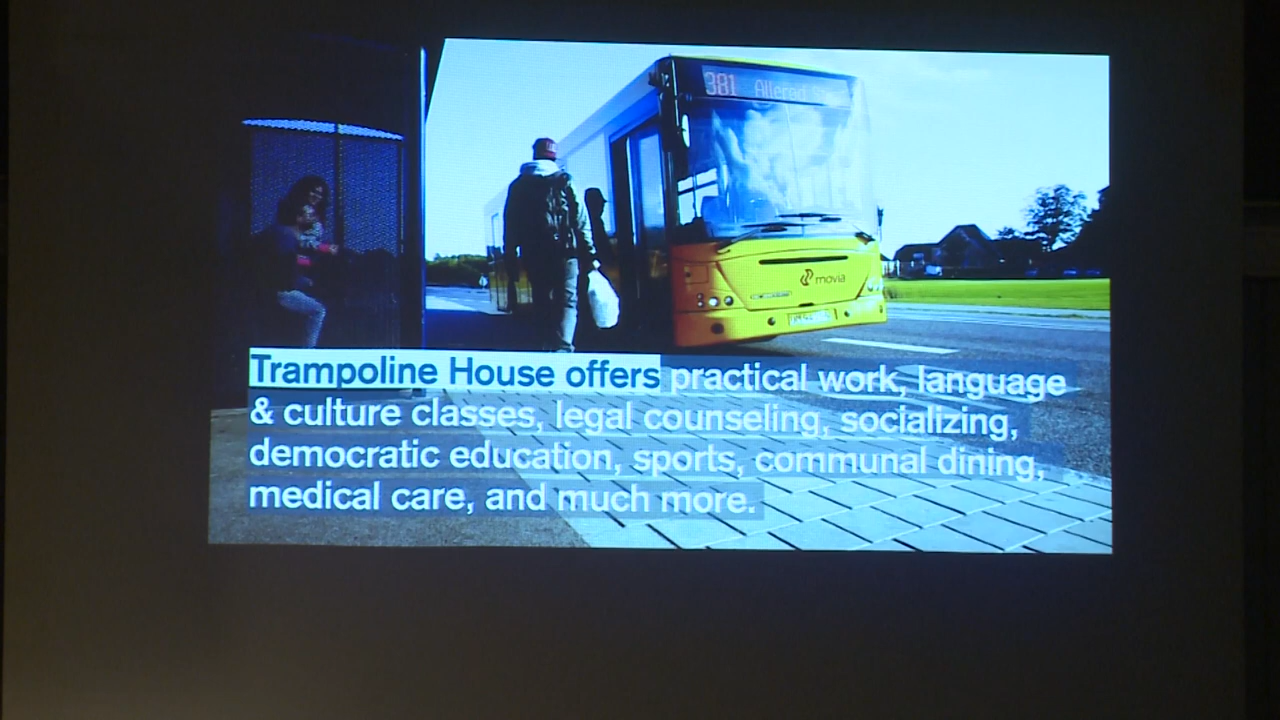 381 Allerød
movia
Trampoline House offers practical work, language
& culture classes, legal counseling, socializing,
democratic education, sports, communal dining,
medical care, and much more.